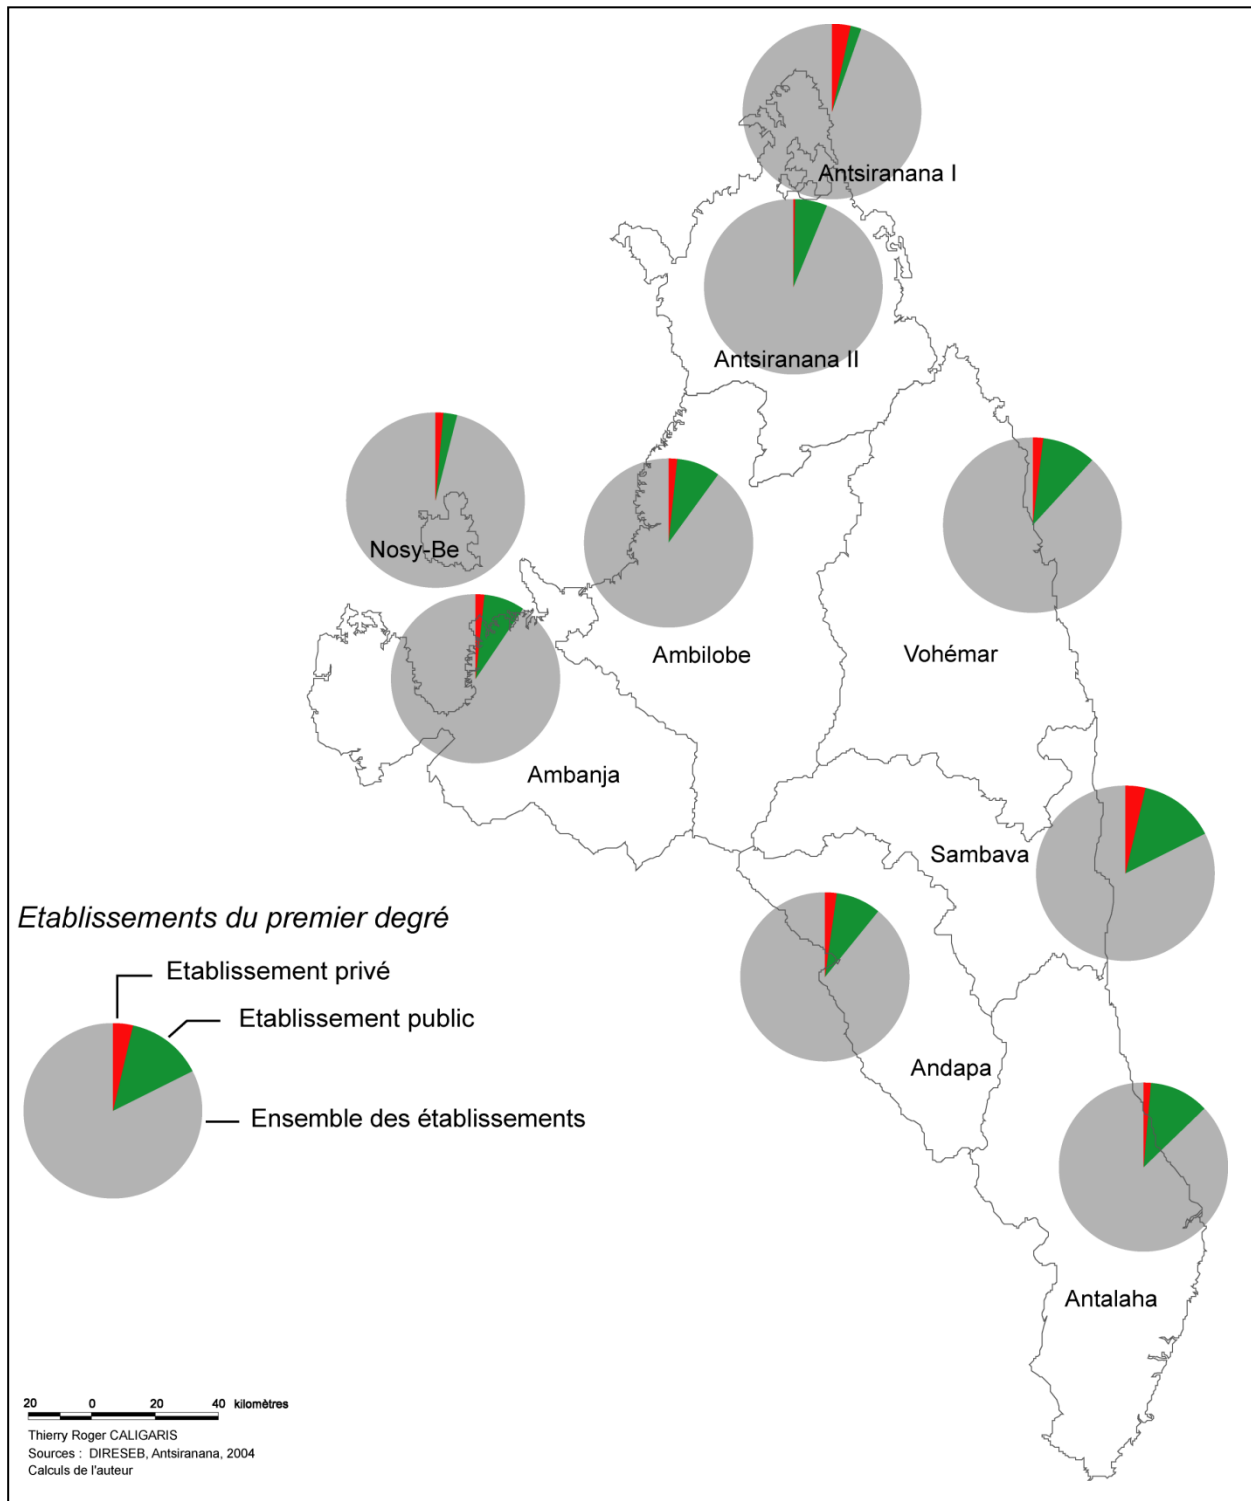 Antsiranana I
Antsiranana II
Nosy-Be
Ambilobe
Vohémar
Ambanja
Sambava
Etablissements du premier degré
Etablissement privé
Etablissement public
Andapa
Ensemble des établissements
Antalaha
20 0 20 40 kilomètres
Thierry Roger CALIGARIS
Sources : DIRESEB, Antsiranana, 2004
Calculs de l'auteur